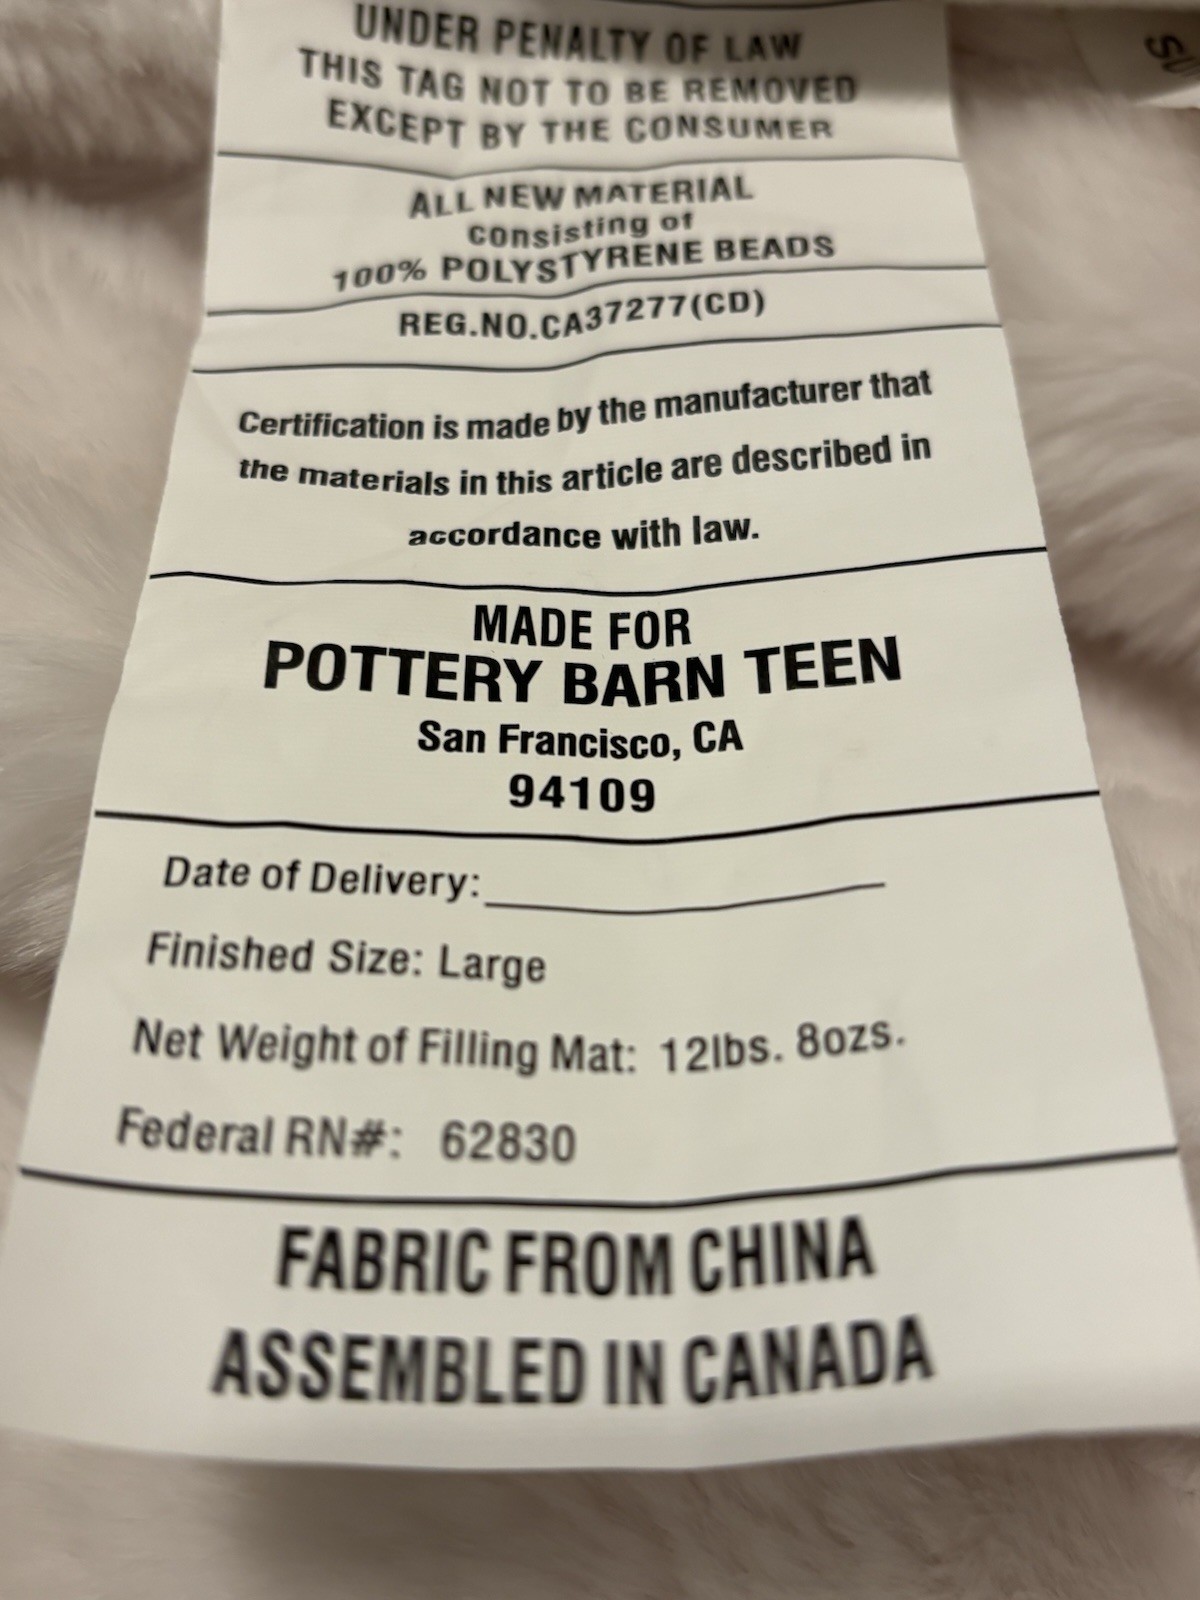 UNDER PENALTY OF LAW
THIS TAG NOT TO BE REMOVED
EXCEPT BY THE CONSUMER
ALL NEW MATERIAL
consisting of
100% POLYSTYRENE BEADS
REG.NO.CA37277(CD)
Certification is made by the manufacturer that
the materials in this article are described in
accordance with law.
MADE FOR
POTTERY BARN TEEN
San Francisco, CA
94109
Date of Delivery:
Finished Size: Large
Net Weight of Filling Mat: 12lbs. 8ozs.
Federal RN#: 62830
FABRIC FROM CHINA
ASSEMBLED IN CANADA